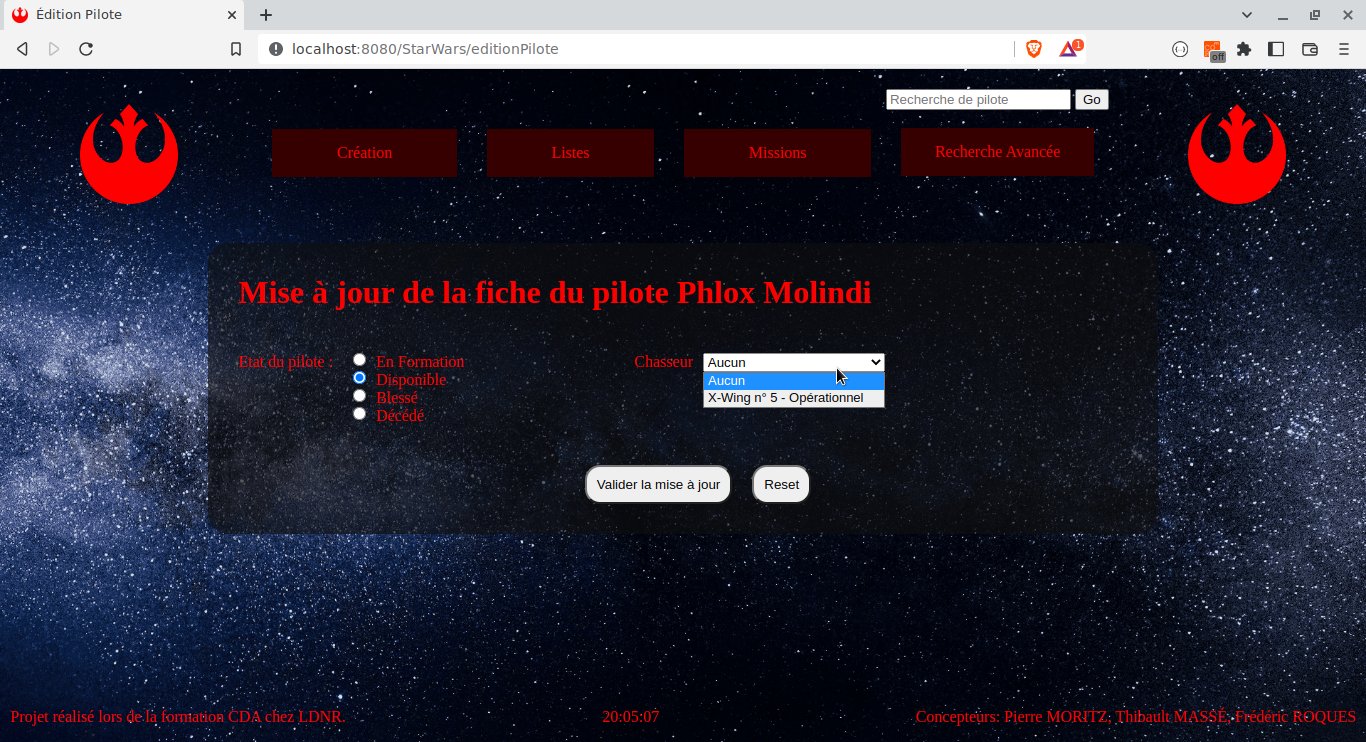 Édition Pilote
localhost:8080/StarWars/editionPilote
1
off
Recherche de pilote Go
Création Listes Missions Recherche Avancée
Mise à jour de la fiche du pilote Phlox Molindi
Etat du pilote : En Formation Chasseur Aucun
Disponible Aucun
Blessé X-Wing n° 5 - Opérationnel
Décédé
Valider la mise à jour Reset
Projet réalisé lors de la formation CDA chez LDNR. 20:05:07 Concepteurs: Pierre MORITZ, Thibault MASSÉ, Frédéric ROQUES